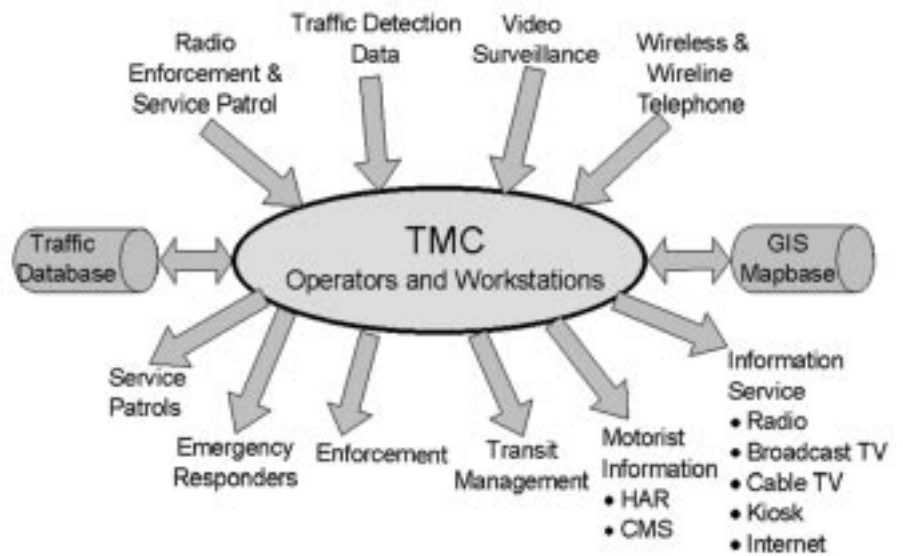 Radio
Enforcement &
Service Patrol
Traffic Detection
Data
Video
Surveillance
Wireless &
Wireline
Telephone
Traffic
Database
TMC
Operators and Workstations
GIS
Mapbase
Service
Patrols
Emergency
Responders
Enforcement
Transit
Management
Motorist
Information
• HAR
• CMS
Information
Service
• Radio
• Broadcast TV
• Cable TV
• Kiosk
• Internet